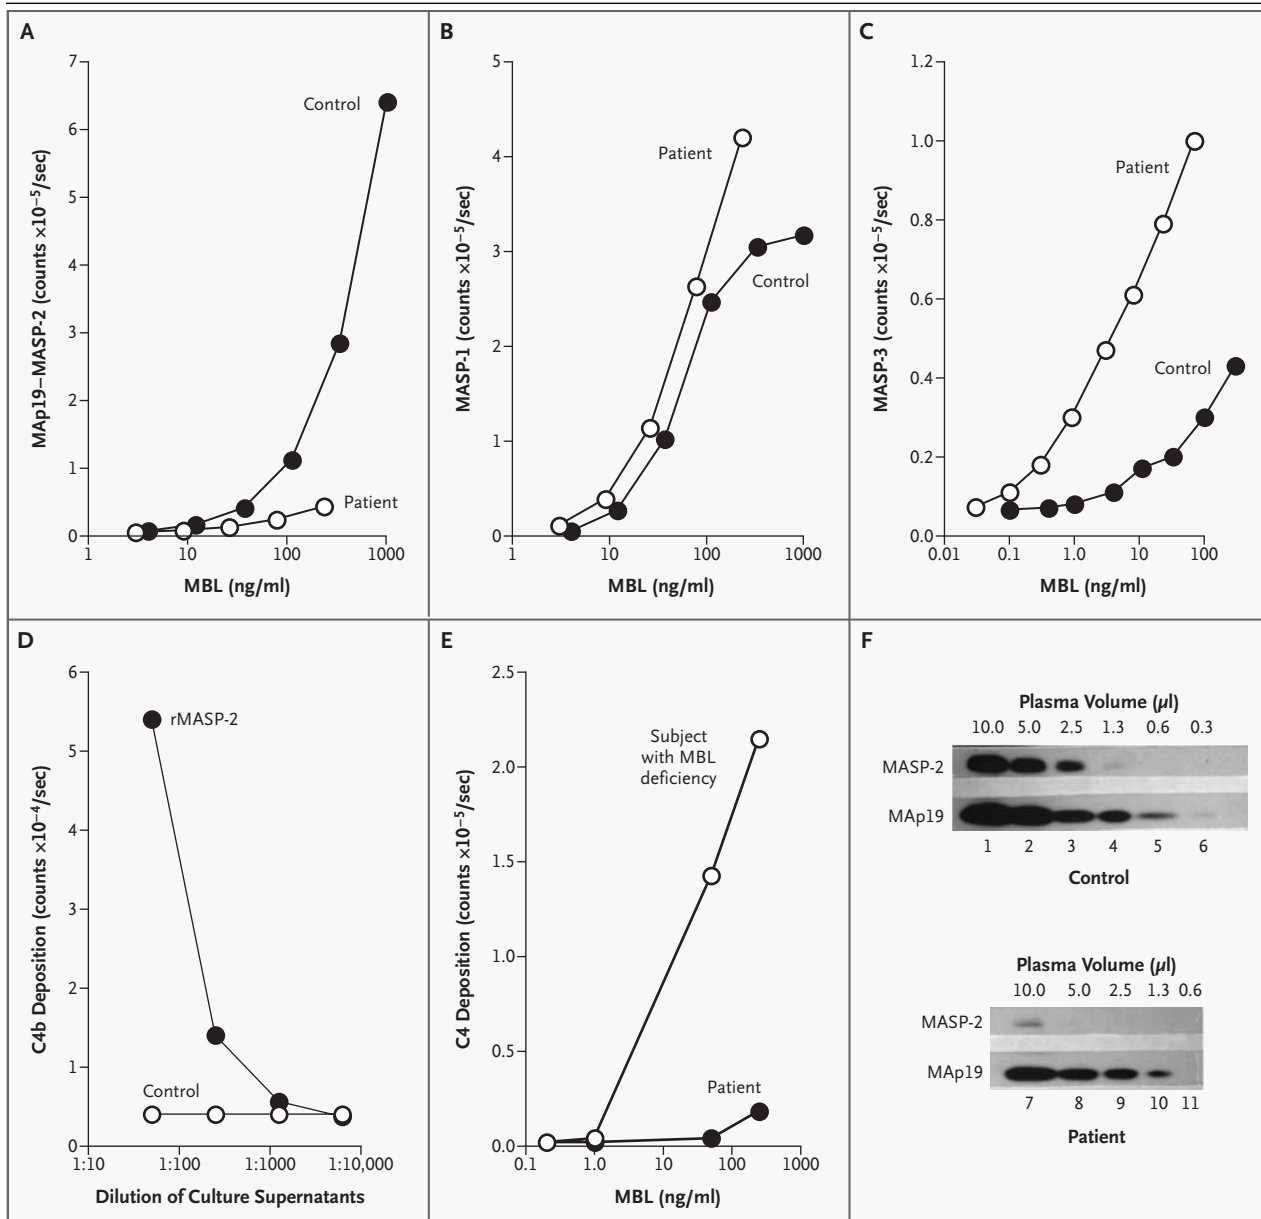 A
MAp19–MASP-2 (counts ×10⁻⁵/sec)
7
6
5
4
3
2
1
0
Control
Patient
1 10 100 1000
MBL (ng/ml)
B
MASP-1 (counts ×10⁻⁵/sec)
5
4
3
2
1
0
Patient
Control
1 10 100 1000
MBL (ng/ml)
C
MASP-3 (counts ×10⁻⁵/sec)
1.2
1.0
0.8
0.6
0.4
0.2
0.0
Patient
Control
0.01 0.1 1.0 10 100
MBL (ng/ml)
D
C4b Deposition (counts ×10⁻⁴/sec)
6
5
4
3
2
1
0
rMASP-2
Control
1:10 1:100 1:1000 1:10,000
Dilution of Culture Supernatants
E
C4 Deposition (counts ×10⁻⁵/sec)
2.5
2.0
1.5
1.0
0.5
0.0
Subject
with MBL
deficiency
Patient
0.1 1.0 10 100 1000
MBL (ng/ml)
F
Plasma Volume (µl)
10.0 5.0 2.5 1.3 0.6 0.3
MASP-2
MAp19
1 2 3 4 5 6
Control
Plasma Volume (µl)
10.0 5.0 2.5 1.3 0.6
MASP-2
MAp19
7 8 9 10 11
Patient